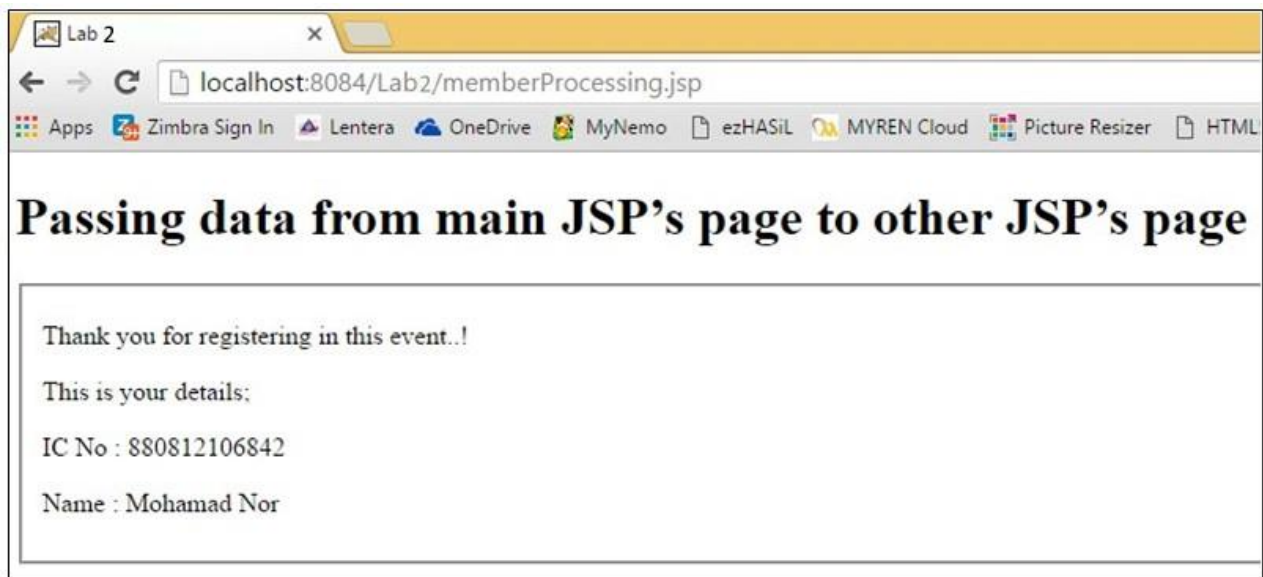 Lab 2
localhost:8084/Lab2/memberProcessing.jsp
Apps Zimbra Sign In Lentera OneDrive MyNemo ezHASiL MYREN Cloud Picture Resizer HTML
Passing data from main JSP’s page to other JSP’s page
Thank you for registering in this event..!
This is your details;
IC No : 880812106842
Name : Mohamad Nor